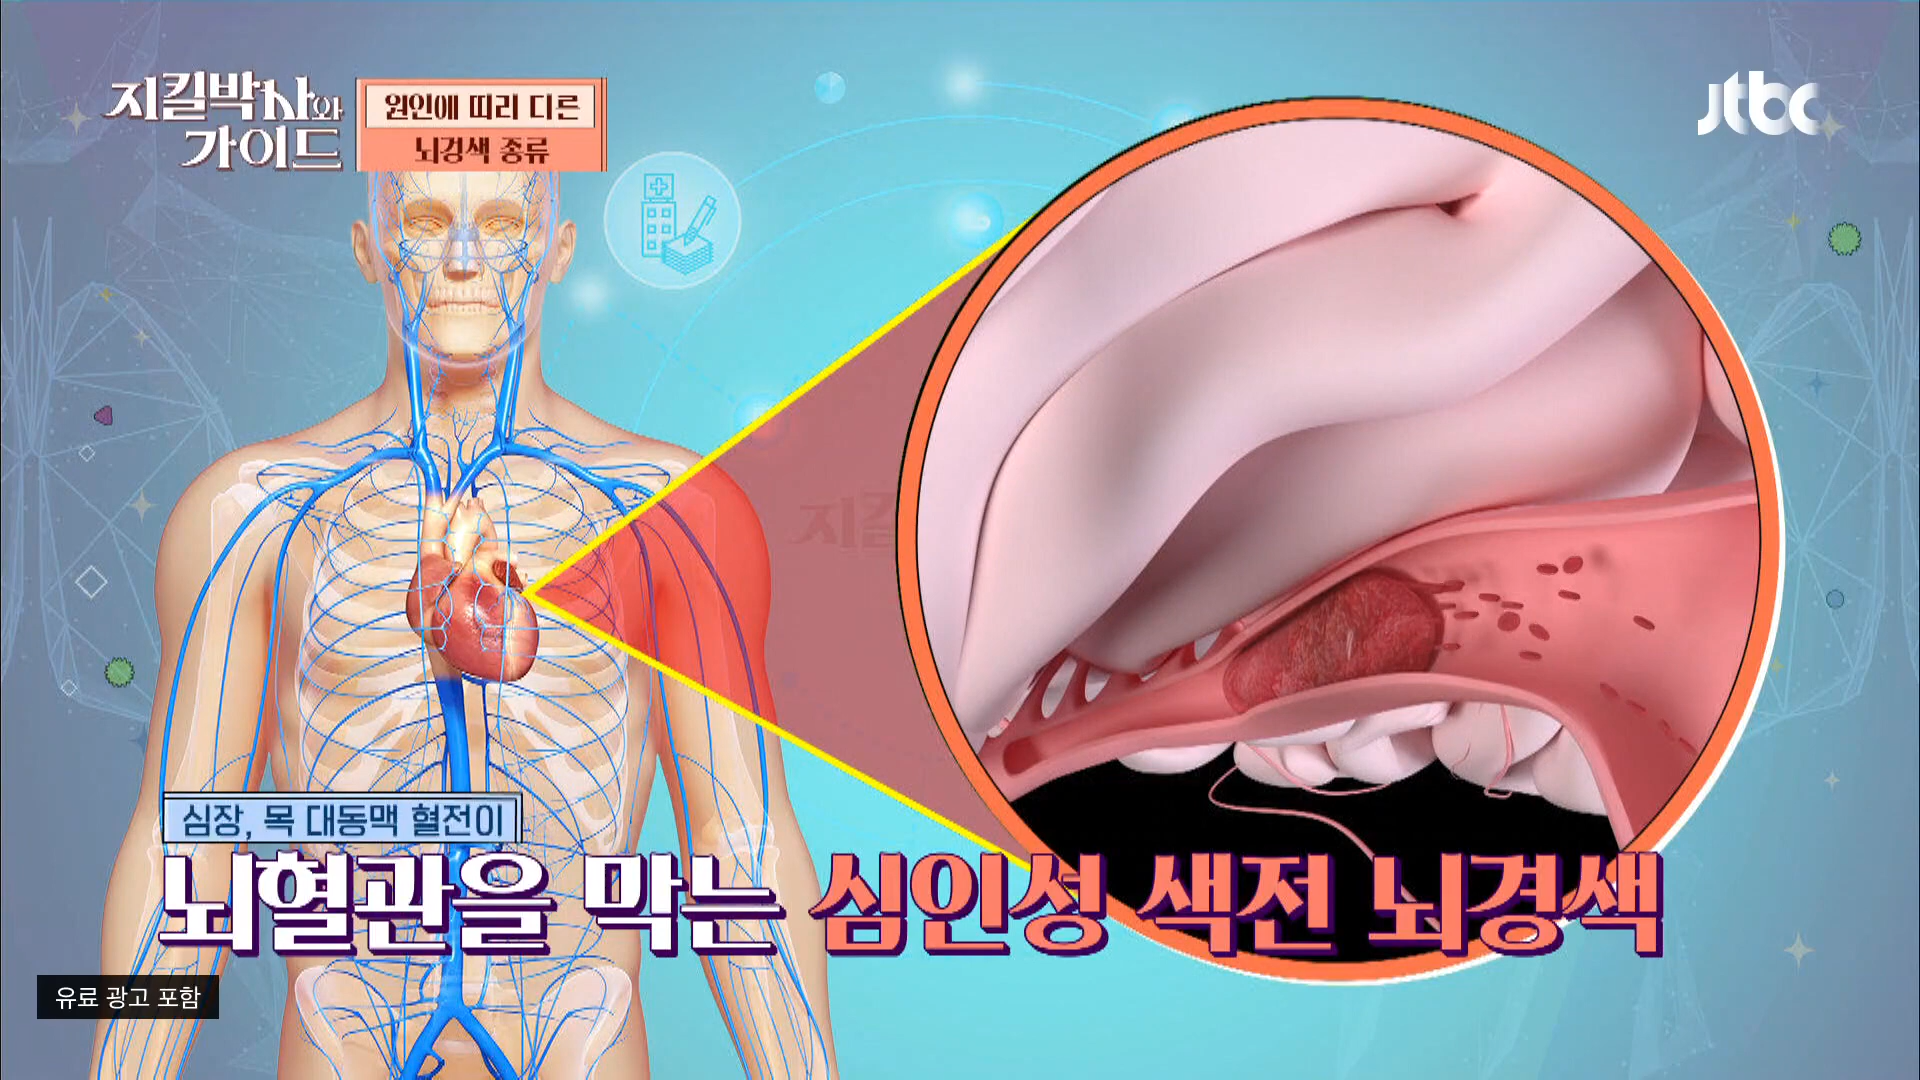 지킬박사와
가이드
원인에 따라 다른
뇌경색 종류
jtbc
심장, 목 대동맥 혈전이
뇌혈관을 막는 심인성 색전 뇌경색
유료 광고 포함